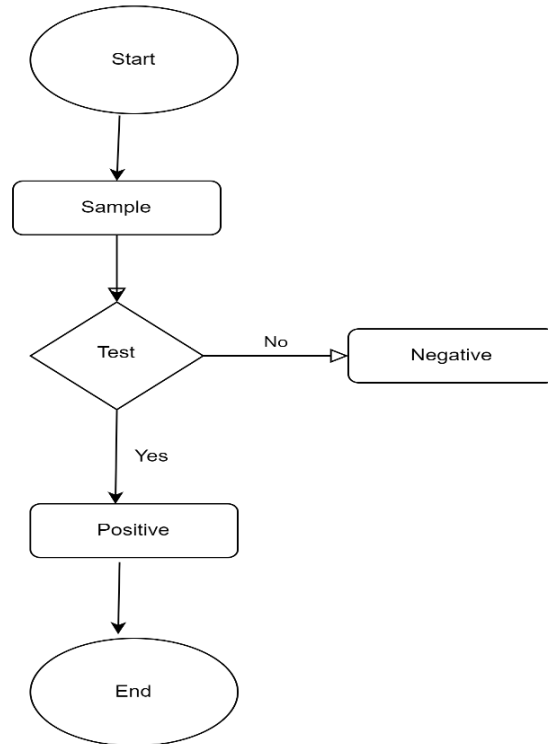 Start
Sample
Test
No
Negative
Yes
Positive
End